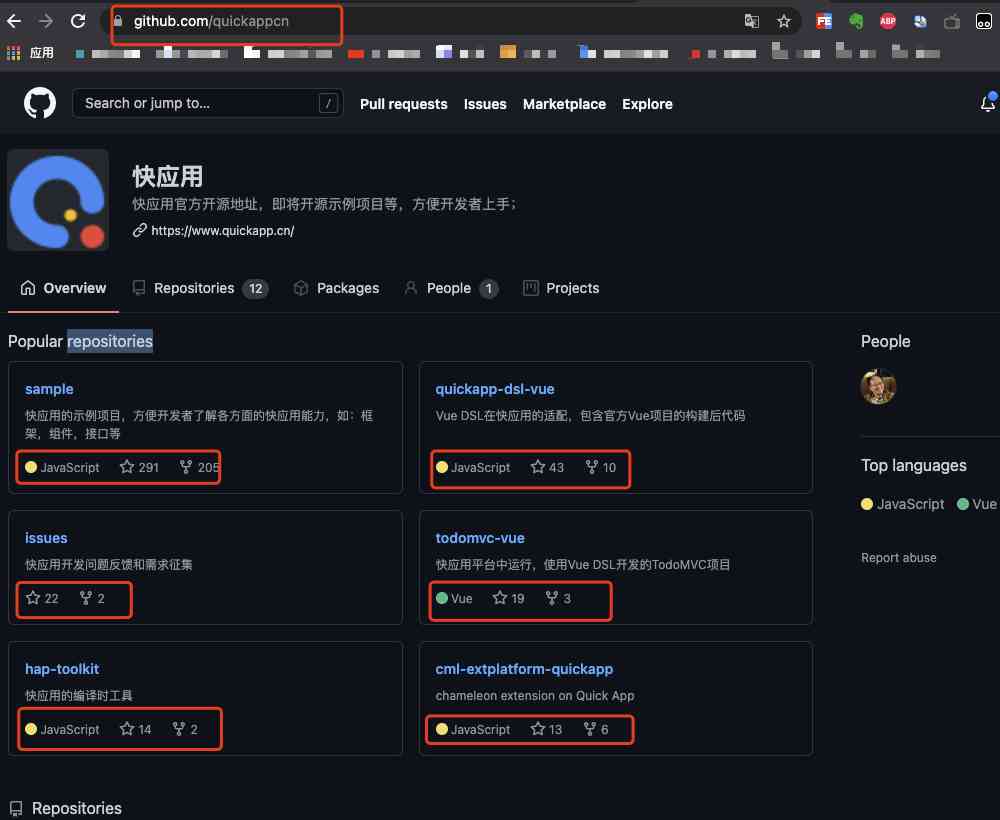 github.com/quickappcn
FE
ABP
应用
Search or jump to...
/
Pull requests
Issues
Marketplace
Explore
快应用
快应用官方开源地址，即将开源示例项目等，方便开发者上手；
https://www.quickapp.cn/
Overview
Repositories 12
Packages
People 1
Projects
Popular repositories
People
sample
快应用的示例项目，方便开发者了解各方面的快应用能力，如：框
架，组件，接口等
JavaScript 291 205
quickapp-dsl-vue
Vue DSL在快应用的适配，包含官方Vue项目的构建后代码
JavaScript 43 10
Top languages
JavaScript Vue
Report abuse
issues
快应用开发问题反馈和需求征集
22 2
todomvc-vue
快应用平台中运行，使用Vue DSL开发的TodoMVC项目
Vue 19 3
hap-toolkit
快应用的编译时工具
JavaScript 14 2
cml-extplatform-quickapp
chameleon extension on Quick App
JavaScript 13 6
Repositories